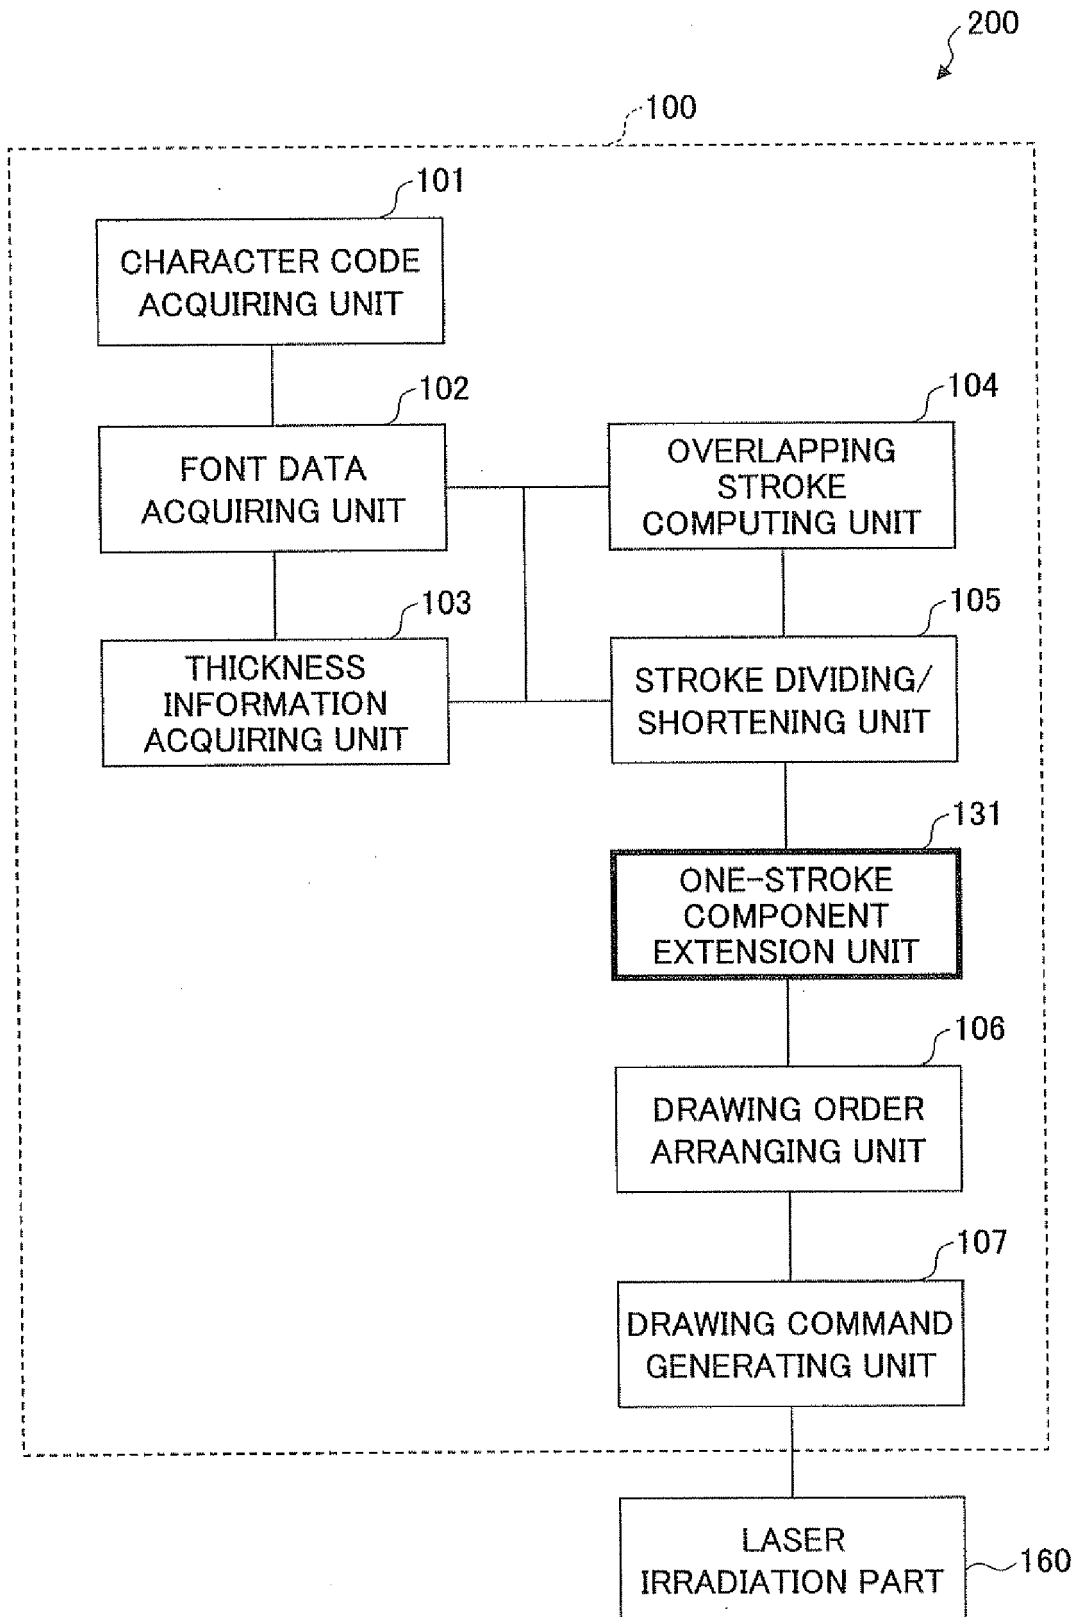 200
100
101
CHARACTER CODE
ACQUIRING UNIT
102
FONT DATA
ACQUIRING UNIT
103
THICKNESS
INFORMATION
ACQUIRING UNIT
104
OVERLAPPING
STROKE
COMPUTING UNIT
105
STROKE DIVIDING/
SHORTENING UNIT
131
ONE-STROKE
COMPONENT
EXTENSION UNIT
106
DRAWING ORDER
ARRANGING UNIT
107
DRAWING COMMAND
GENERATING UNIT
LASER
IRRADIATION PART
160